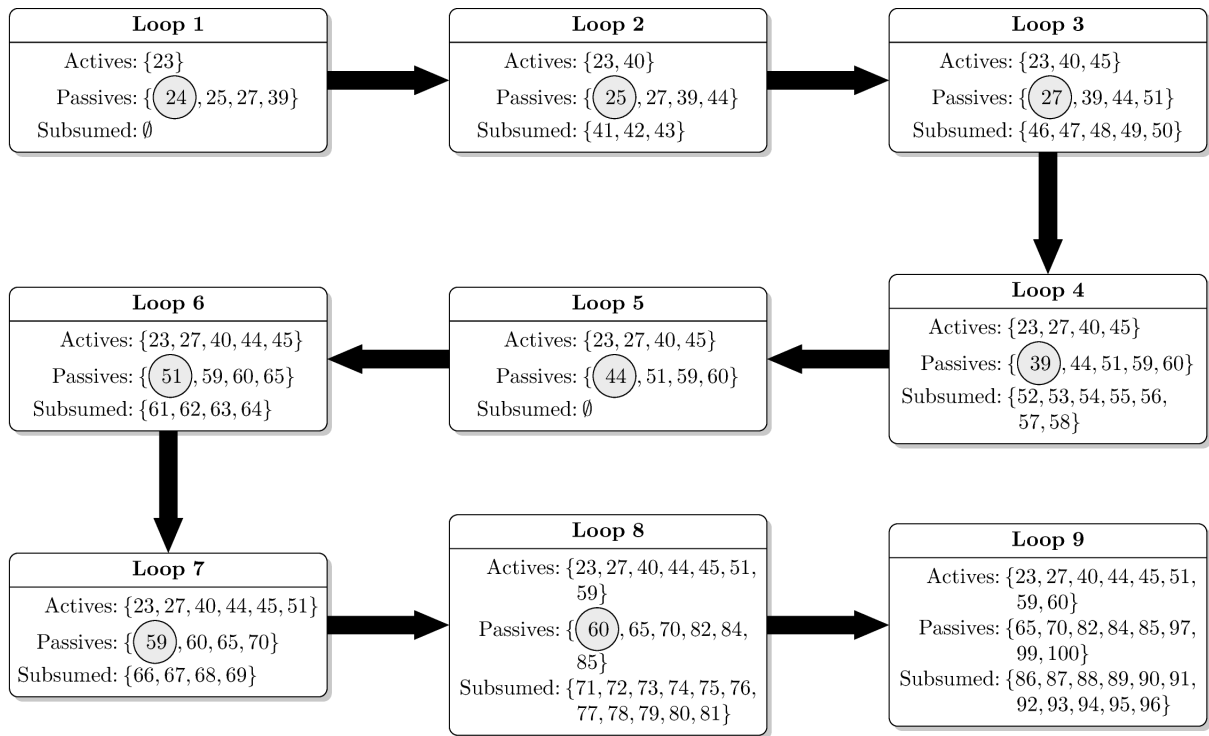 Loop 1
Actives: {23}
Passives: {24, 25, 27, 39}
Subsumed: ∅
Loop 2
Actives: {23, 40}
Passives: {25, 27, 39, 44}
Subsumed: {41, 42, 43}
Loop 3
Actives: {23, 40, 45}
Passives: {27, 39, 44, 51}
Subsumed: {46, 47, 48, 49, 50}
Loop 4
Actives: {23, 27, 40, 45}
Passives: {39, 44, 51, 59, 60}
Subsumed: {52, 53, 54, 55, 56,
57, 58}
Loop 5
Actives: {23, 27, 40, 45}
Passives: {44, 51, 59, 60}
Subsumed: ∅
Loop 6
Actives: {23, 27, 40, 44, 45}
Passives: {51, 59, 60, 65}
Subsumed: {61, 62, 63, 64}
Loop 7
Actives: {23, 27, 40, 44, 45, 51}
Passives: {59, 60, 65, 70}
Subsumed: {66, 67, 68, 69}
Loop 8
Actives: {23, 27, 40, 44, 45, 51,
59}
Passives: {60, 65, 70, 82, 84,
85}
Subsumed: {71, 72, 73, 74, 75, 76,
77, 78, 79, 80, 81}
Loop 9
Actives: {23, 27, 40, 44, 45, 51,
59, 60}
Passives: {65, 70, 82, 84, 85, 97,
99, 100}
Subsumed: {86, 87, 88, 89, 90, 91,
92, 93, 94, 95, 96}